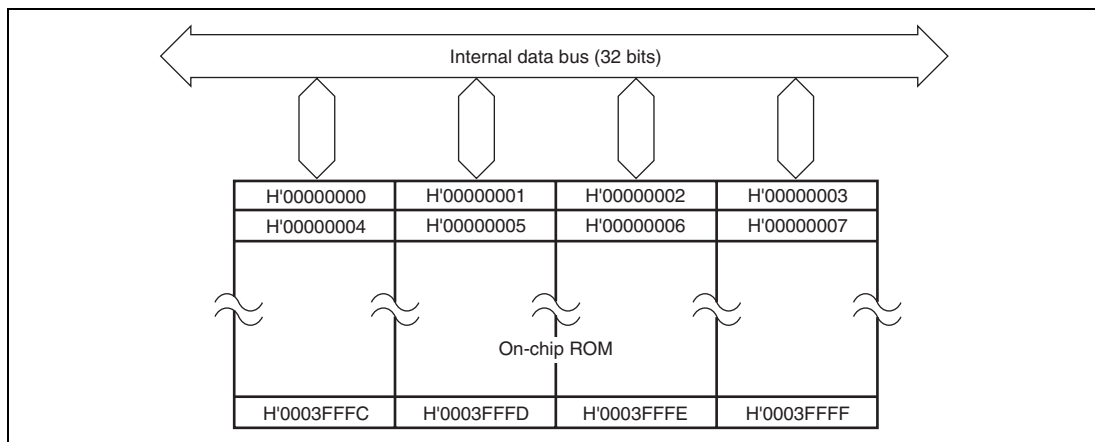 Internal data bus (32 bits)
H'00000000 H'00000001 H'00000002 H'00000003
H'00000004 H'00000005 H'00000006 H'00000007
On-chip ROM
H'0003FFFC H'0003FFFD H'0003FFFE H'0003FFFF